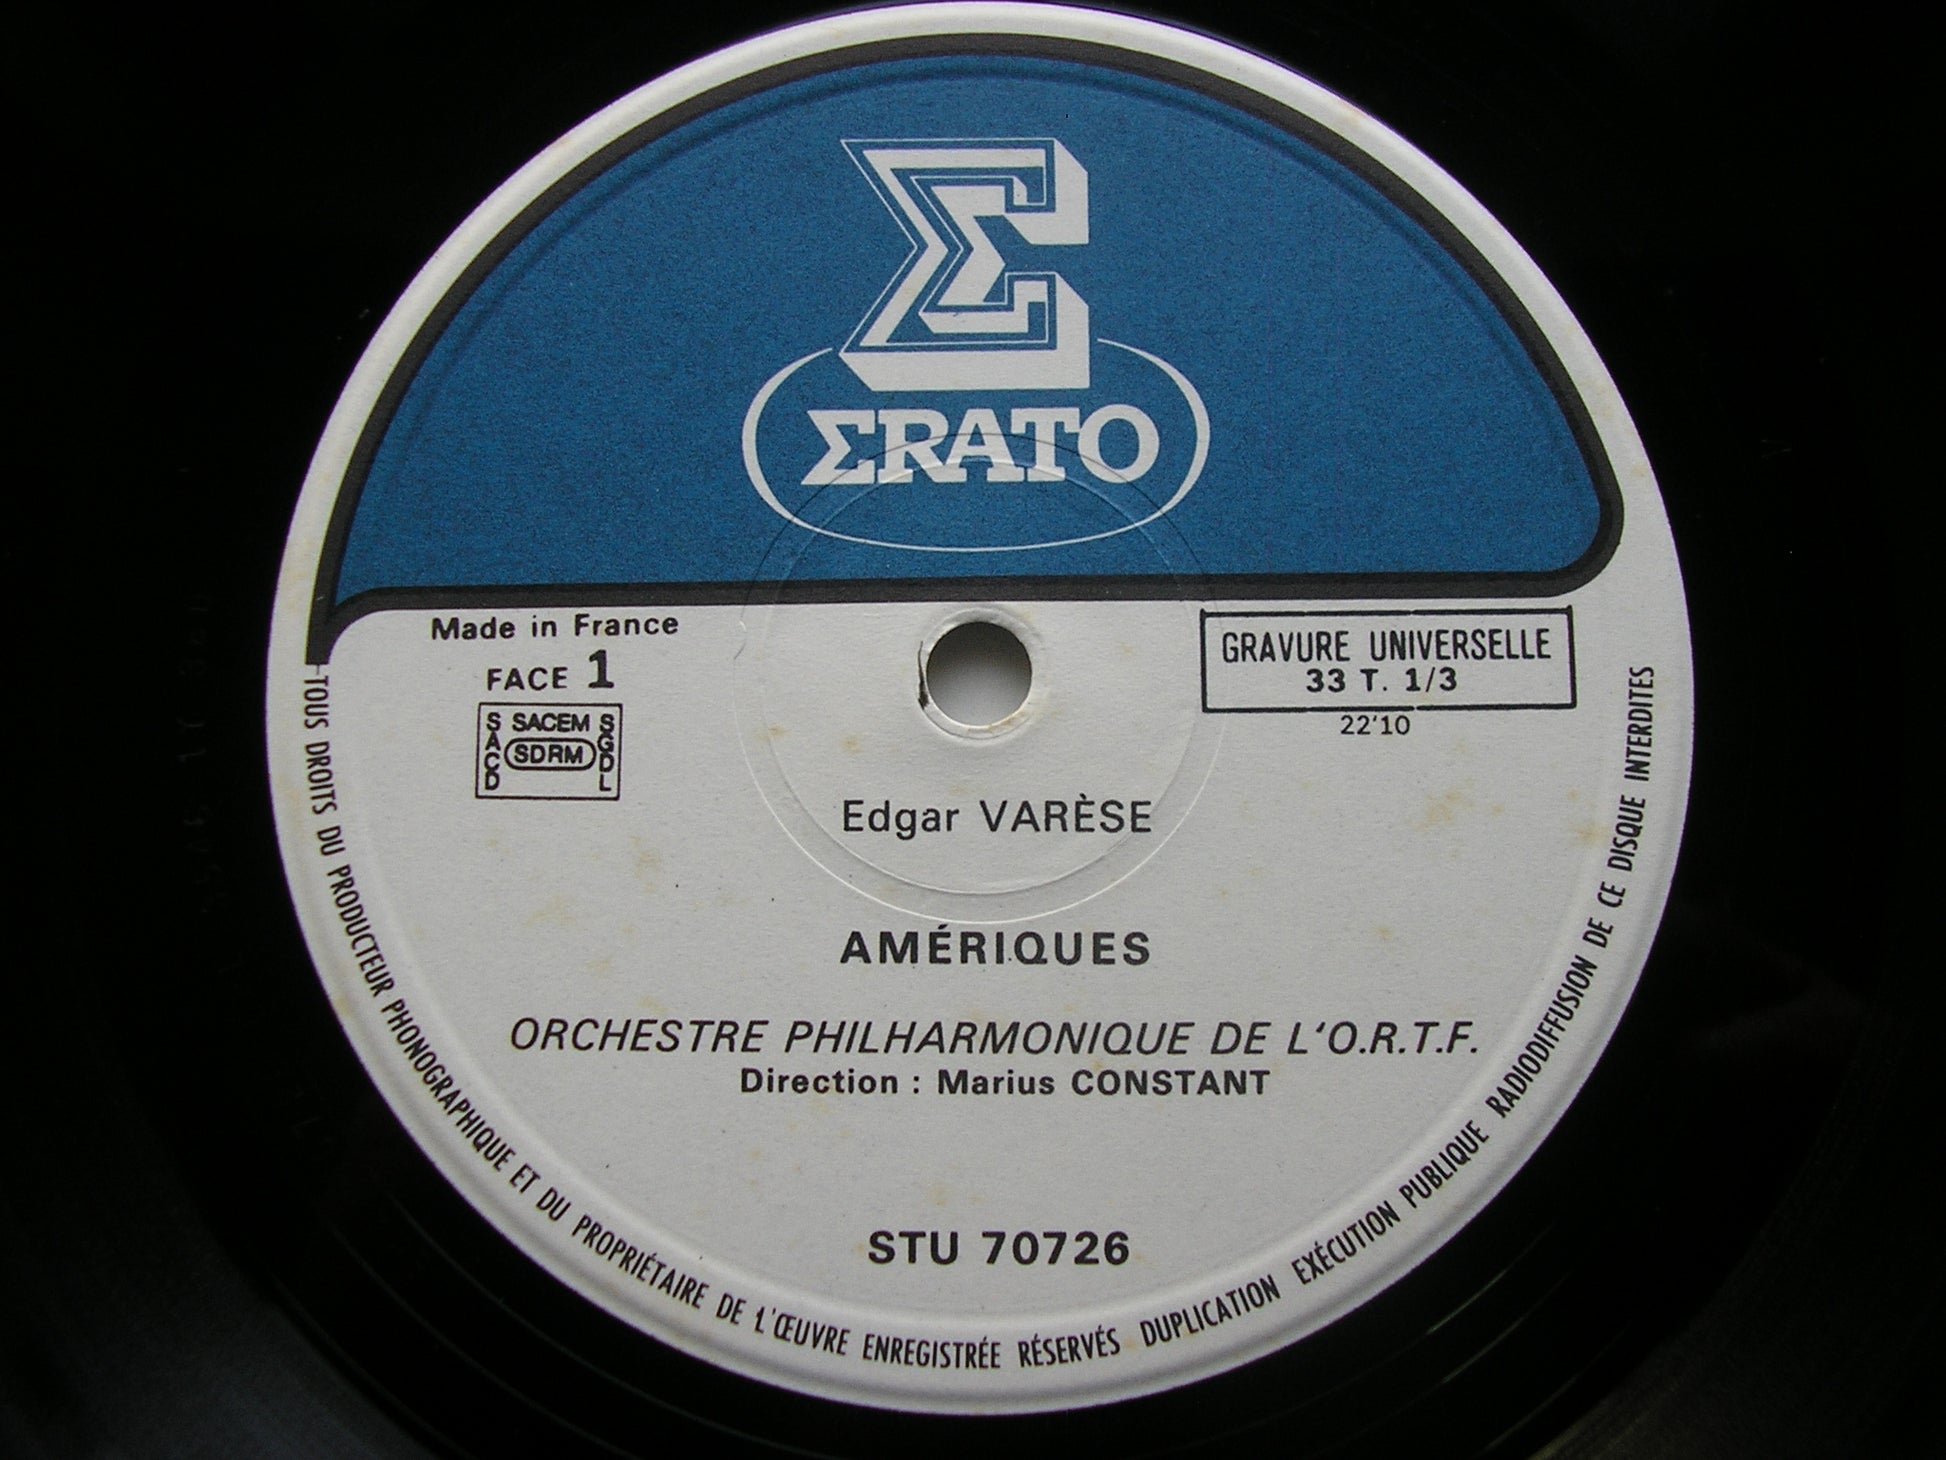 Σ
ΣRATO
Made in France
FACE 1
SACD SACEM SGDL
SDRM
GRAVURE UNIVERSELLE
33 T. 1/3
22'10
Edgar VARÈSE
AMÉRIQUES
ORCHESTRE PHILHARMONIQUE DE L'O.R.T.F.
Direction : Marius CONSTANT
STU 70726
TOUS DROITS DU PRODUCTEUR PHONOGRAPHIQUE ET DU PROPRIÉTAIRE DE L'ŒUVRE ENREGISTRÉE RÉSERVÉS DUPLICATION EXÉCUTION PUBLIQUE RADIODIFFUSION DE CE DISQUE INTERDITES